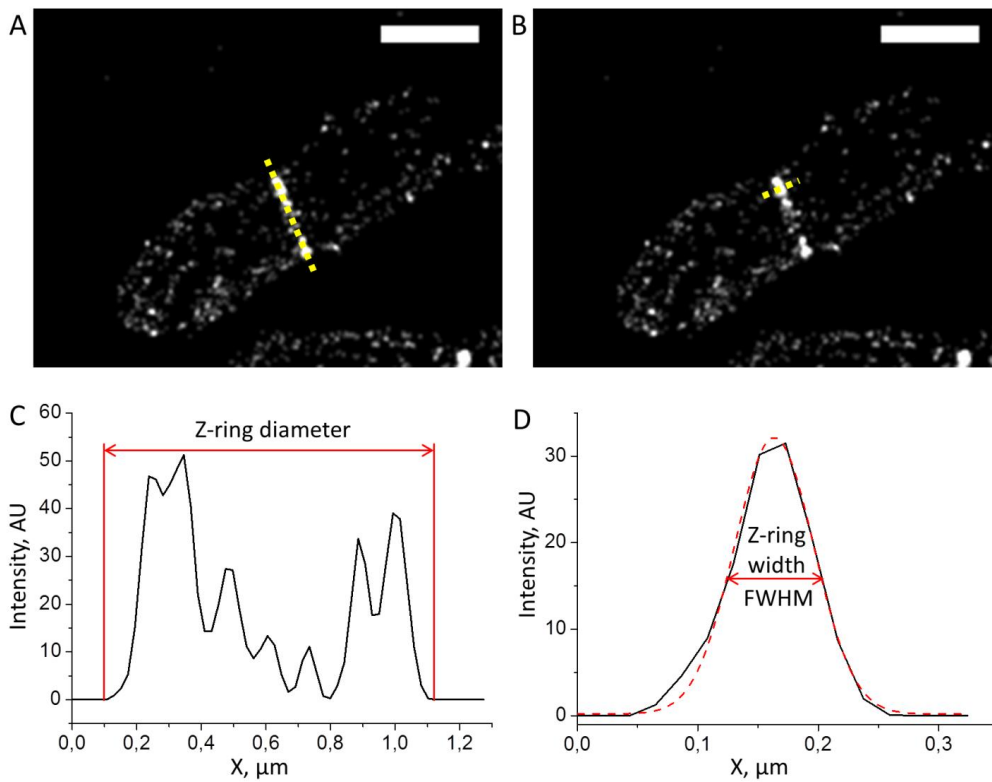 A
B
C
Z-ring diameter
Intensity, AU
60
50
40
30
20
10
0
0,0
0,2
0,4
0,6
0,8
1,0
1,2
X, µm
D
Z-ring
width
FWHM
Intensity, AU
30
20
10
0
0,0
0,1
0,2
0,3
X, µm